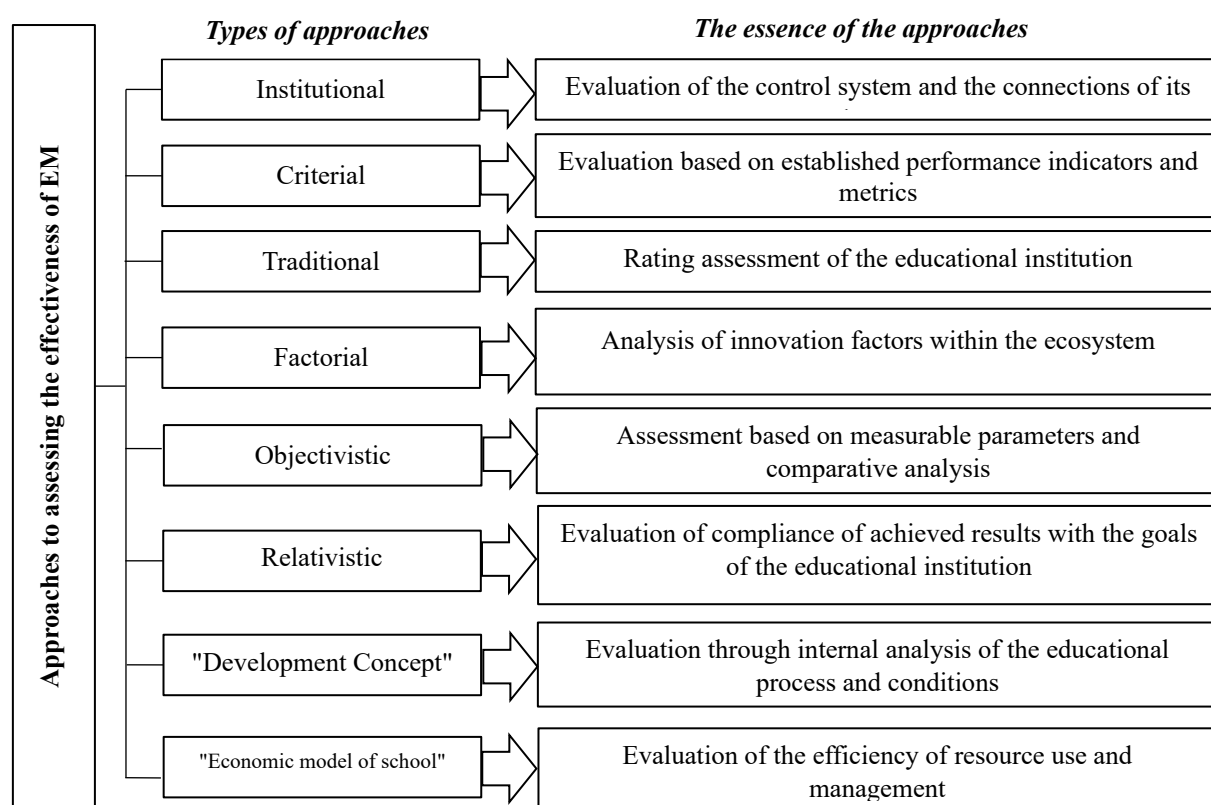 Types of approaches
The essence of the approaches
Approaches to assessing the effectiveness of EM
Institutional
Evaluation of the control system and the connections of its
Criterial
Evaluation based on established performance indicators and
metrics
Traditional
Rating assessment of the educational institution
Factorial
Analysis of innovation factors within the ecosystem
Objectivistic
Assessment based on measurable parameters and
comparative analysis
Relativistic
Evaluation of compliance of achieved results with the goals
of the educational institution
"Development Concept"
Evaluation through internal analysis of the educational
process and conditions
"Economic model of school"
Evaluation of the efficiency of resource use and
management